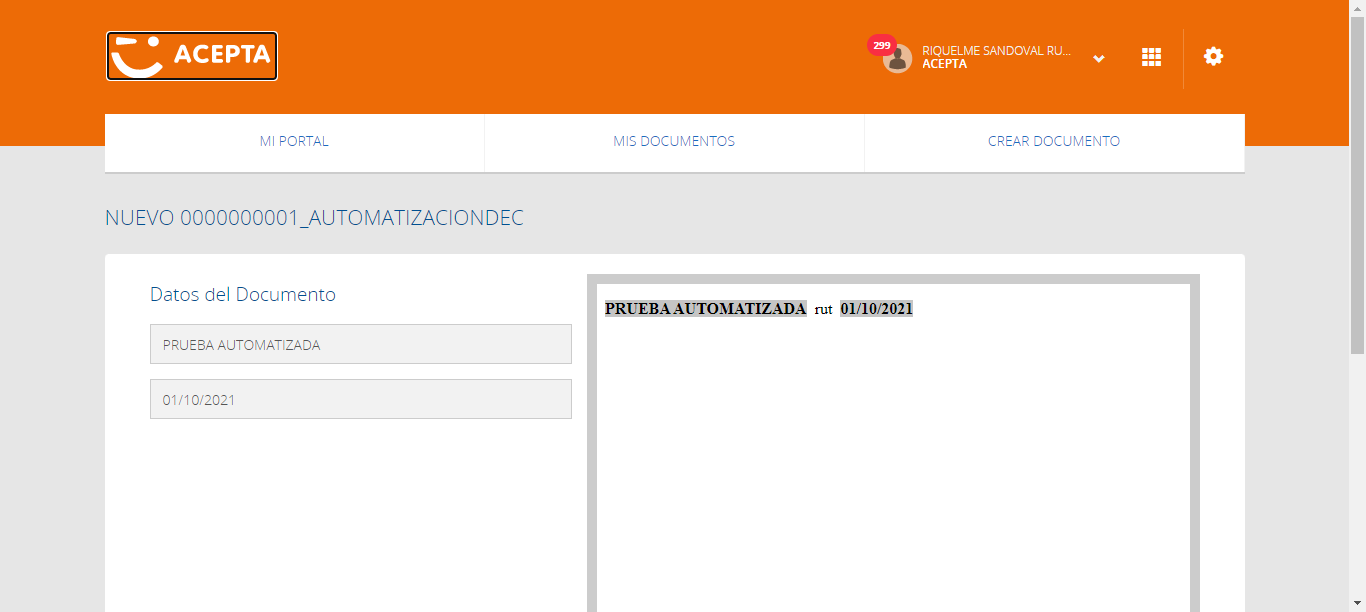 ACEPTA
299
RIQUELME SANDOVAL RU...
ACEPTA
MI PORTAL
MIS DOCUMENTOS
CREAR DOCUMENTO
NUEVO 0000000001_AUTOMATIZACIONDEC
Datos del Documento
PRUEBA AUTOMATIZADA
01/10/2021
PRUEBA AUTOMATIZADA rut 01/10/2021